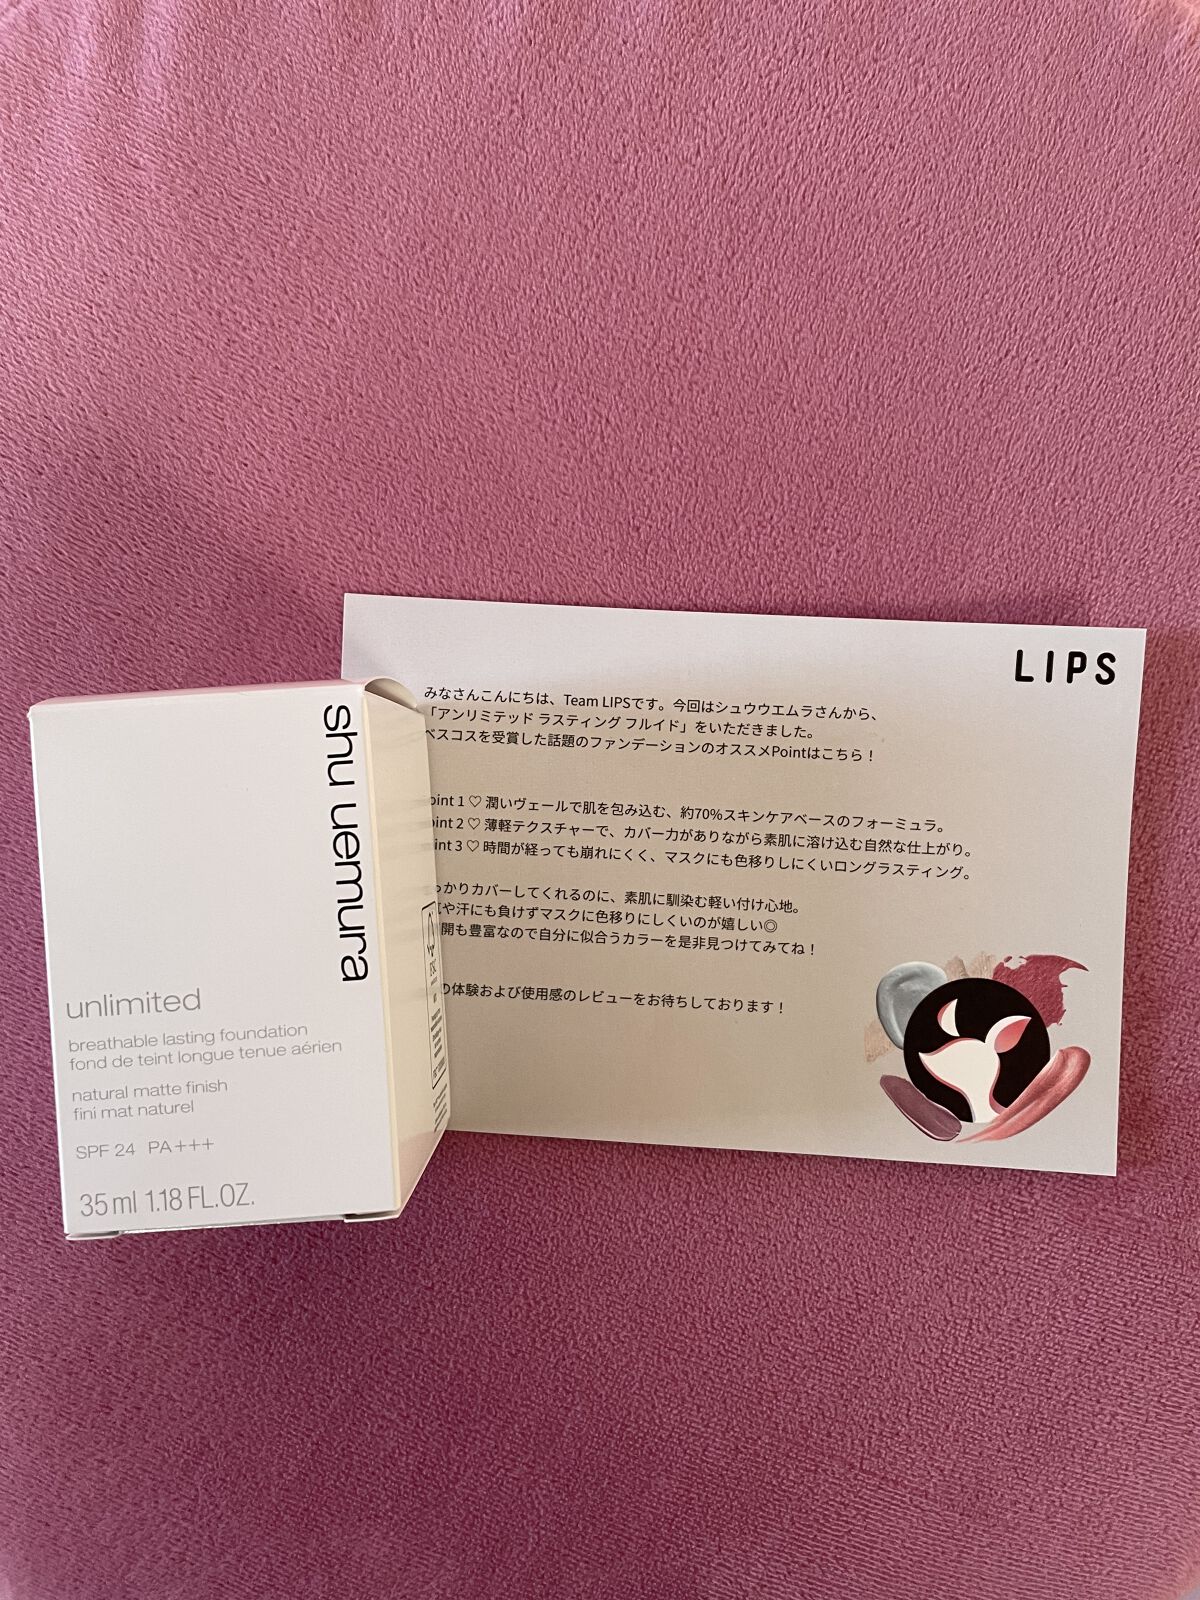 LIPS
みなさんこんにちは、Team LIPSです。今回はシュウウエムラさんから、
「アンリミテッド ラスティング フルイド」をいただきました。
ベスコスを受賞した話題のファンデーションのオススメPointはこちら！
oint 1 ♡ 潤いヴェールで肌を包み込む、約70%スキンケアベースのフォーミュラ。
oint 2 ♡ 薄軽テクスチャーで、カバー力がありながら素肌に溶け込む自然な仕上がり。
int 3 ♡ 時間が経っても崩れにくく、マスクにも色移りしにくいロングラスティング。
っかりカバーしてくれるのに、素肌に馴染む軽い付け心地。
や汗にも負けずマスクに色移りにしくいのが嬉しい◎
開も豊富なので自分に似合うカラーを是非見つけてみてね！
の体験および使用感のレビューをお待ちしております！
shu uemura
unlimited
breathable lasting foundation
fond de teint longue tenue aérien
natural matte finish
fini mat naturel
SPF 24 PA+++
35 ml 1.18 FL.OZ.